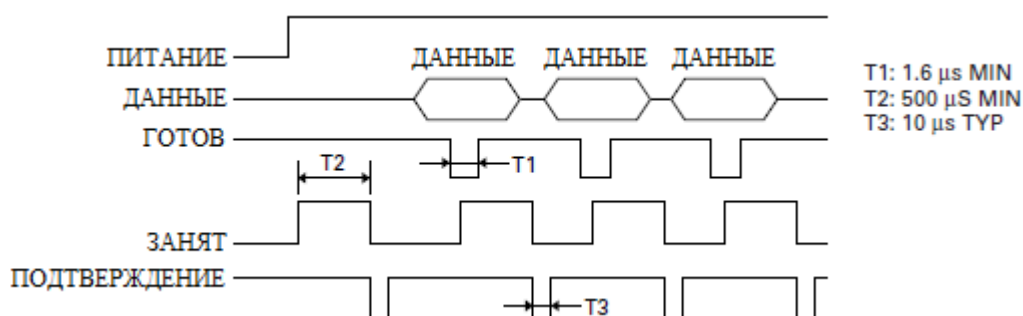 ПИТАНИЕ
ДАННЫЕ ДАННЫЕ ДАННЫЕ
ДАННЫЕ
ГОТОВ
T1: 1.6 µs MIN
T2: 500 µS MIN
T3: 10 µs TYP
T2
T1
ЗАНЯТ
ПОДТВЕРЖДЕНИЕ
T3